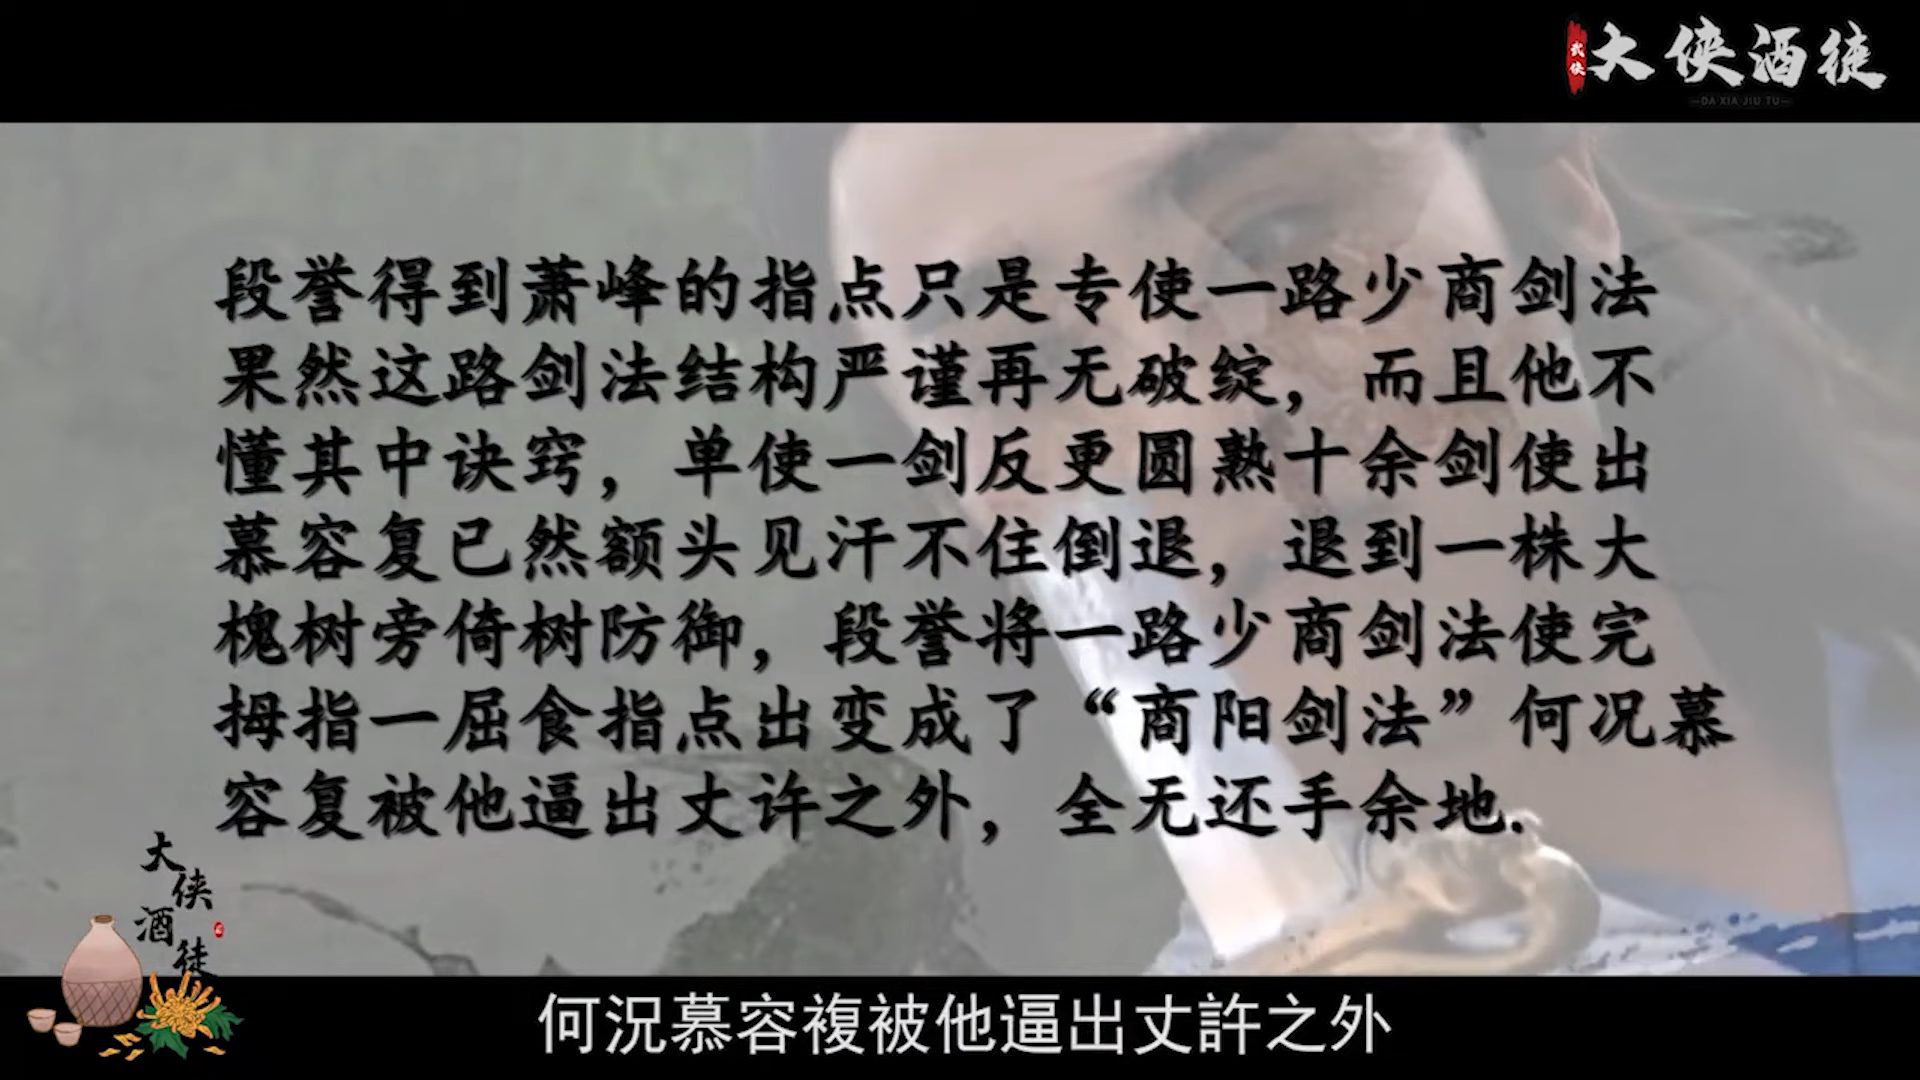 武侠
大侠酒徒
—DA XIA JIU TU—
段誉得到萧峰的指点只是专使一路少商剑法
果然这路剑法结构严谨再无破绽，而且他不
懂其中诀窍，单使一剑反更圆熟十余剑使出
慕容复已然额头见汗不住倒退，退到一株大
槐树旁倚树防御，段誉将一路少商剑法使完
拇指一屈食指点出变成了“商阳剑法”何况慕
容复被他逼出丈许之外，全无还手余地.
大侠酒徒
何況慕容複被他逼出丈許之外